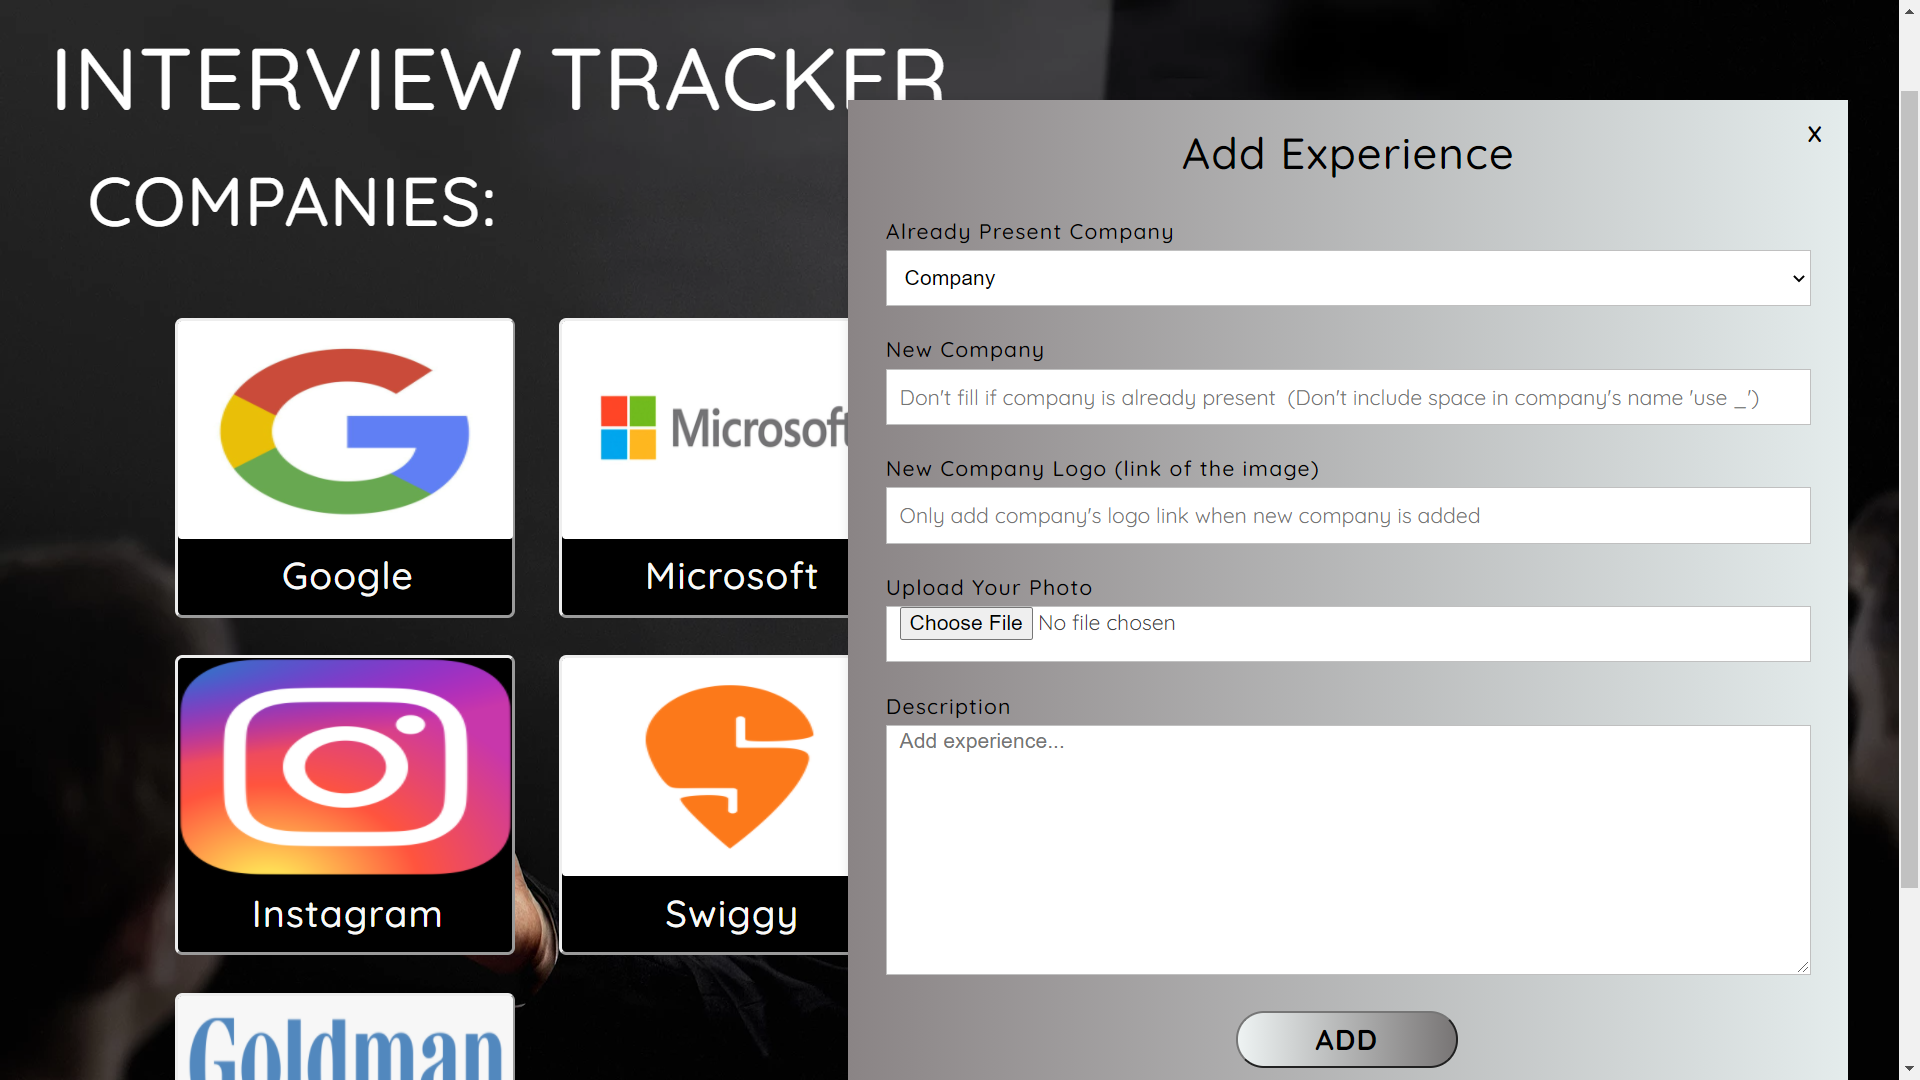 INTERVIEW TRACKER
COMPANIES:
Google
Microsoft
Microsoft
Instagram
Swiggy
Goldman
Add Experience
X
Already Present Company
Company
New Company
Don't fill if company is already present  (Don't include space in company's name 'use _')
New Company Logo (link of the image)
Only add company's logo link when new company is added
Upload Your Photo
Choose File No file chosen
Description
Add experience...
ADD